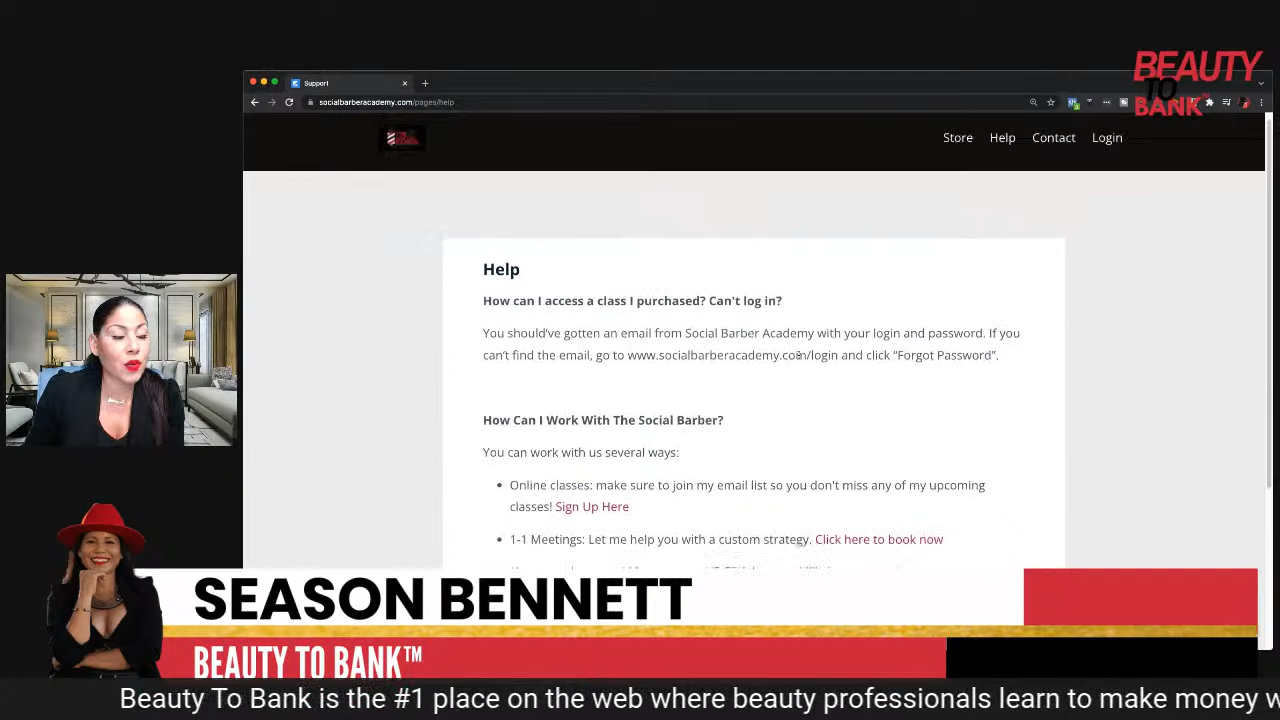 BEAUTY
TO
BANK™
Support
socialbarberacademy.com/pages/help
Store Help Contact Login
Help
How can I access a class I purchased? Can't log in?
You should’ve gotten an email from Social Barber Academy with your login and password. If you
can’t find the email, go to www.socialbarberacademy.com/login and click “Forgot Password”.
How Can I Work With The Social Barber?
You can work with us several ways:
• Online classes: make sure to join my email list so you don't miss any of my upcoming
classes! Sign Up Here
• 1-1 Meetings: Let me help you with a custom strategy. Click here to book now
SEASON BENNETT
BEAUTY TO BANK™
Beauty To Bank is the #1 place on the web where beauty professionals learn to make money